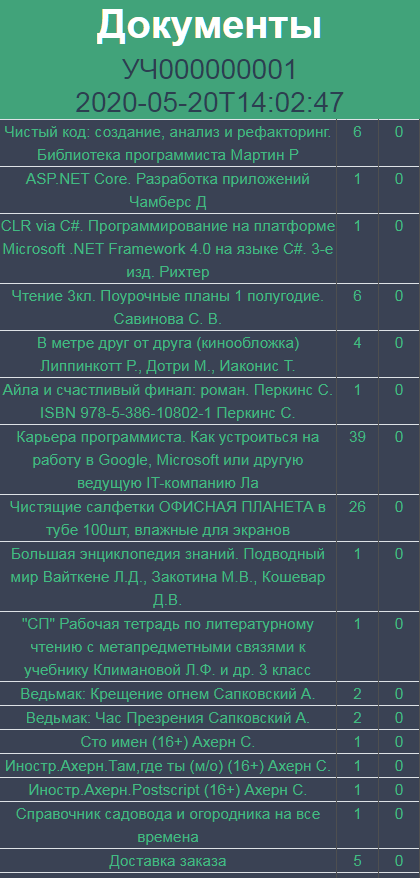 Документы
УЧ000000001
2020-05-20T14:02:47
Чистый код: создание, анализ и рефакторинг. 6 0
Библиотека программиста Мартин Р
ASP.NET Core. Разработка приложений 1 0
Чамберс Д
CLR via C#. Программирование на платформе 1 0
Microsoft .NET Framework 4.0 на языке C#. 3-е
изд. Рихтер
Чтение 3кл. Поурочные планы 1 полугодие. 6 0
Савинова С. В.
В метре друг от друга (кинообложка) 4 0
Липпинкотт Р., Дотри М., Иаконис Т.
Айла и счастливый финал: роман. Перкинс С. 1 0
ISBN 978-5-386-10802-1 Перкинс С.
Карьера программиста. Как устроиться на 39 0
работу в Google, Microsoft или другую
ведущую IT-компанию Ла
Чистящие салфетки ОФИСНАЯ ПЛАНЕТА в 26 0
тубе 100шт, влажные для экранов
Большая энциклопедия знаний. Подводный 1 0
мир Вайткене Л.Д., Закотина М.В., Кошевар
Д.В.
"СП" Рабочая тетрадь по литературному 1 0
чтению с метапредметными связями к
учебнику Климановой Л.Ф. и др. 3 класс
Ведьмак: Крещение огнем Сапковский А. 2 0
Ведьмак: Час Презрения Сапковский А. 2 0
Сто имен (16+) Ахерн С. 1 0
Иностр.Ахерн.Там,где ты (м/о) (16+) Ахерн С. 1 0
Иностр.Ахерн.Postscript (16+) Ахерн С. 1 0
Справочник садовода и огородника на все 1 0
времена
Доставка заказа 5 0